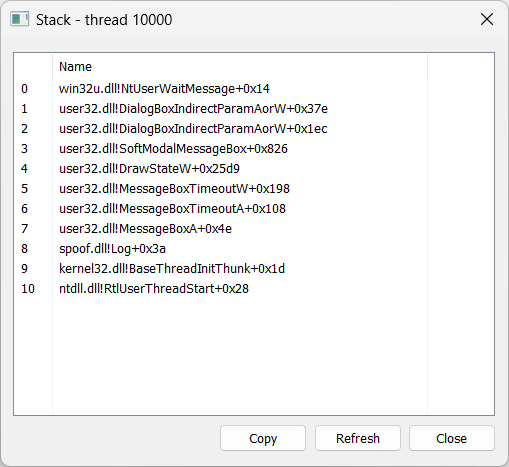 Stack - thread 10000
Name
0 win32u.dll!NtUserWaitMessage+0x14
1 user32.dll!DialogBoxIndirectParamAorW+0x37e
2 user32.dll!DialogBoxIndirectParamAorW+0x1ec
3 user32.dll!SoftModalMessageBox+0x826
4 user32.dll!DrawStateW+0x25d9
5 user32.dll!MessageBoxTimeoutW+0x198
6 user32.dll!MessageBoxTimeoutA+0x108
7 user32.dll!MessageBoxA+0x4e
8 spoof.dll!Log+0x3a
9 kernel32.dll!BaseThreadInitThunk+0x1d
10 ntdll.dll!RtlUserThreadStart+0x28
Copy Refresh Close